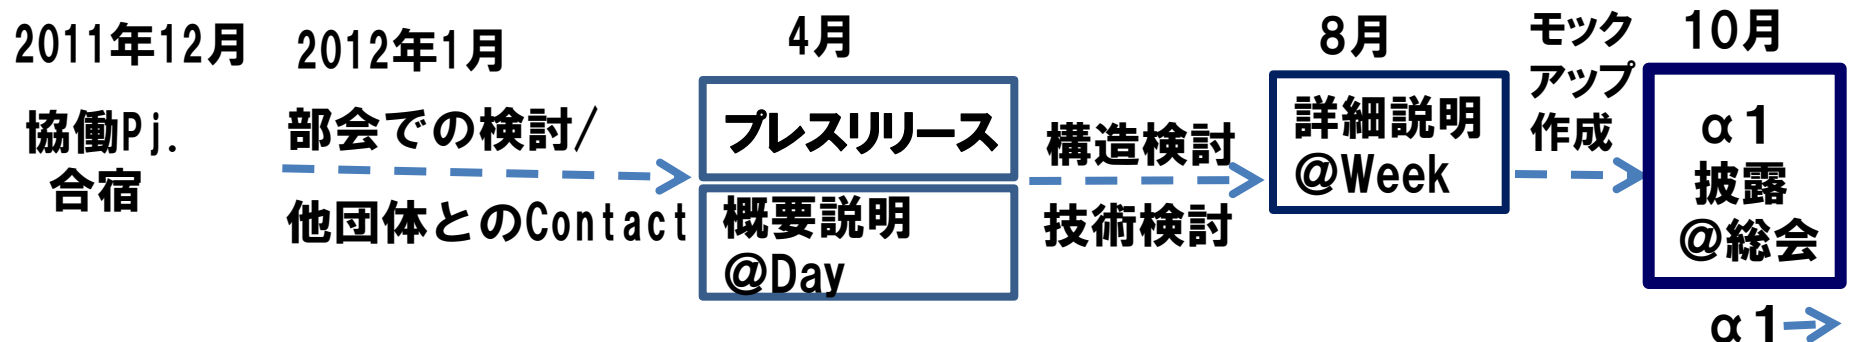 2011年12月
協働Pj.
合宿
2012年1月
部会での検討/
他団体とのContact
4月
プレスリリース
概要説明
@Day
構造検討
技術検討
8月
詳細説明
@Week
モック
アップ
作成
10月
α1
披露
@総会
α1